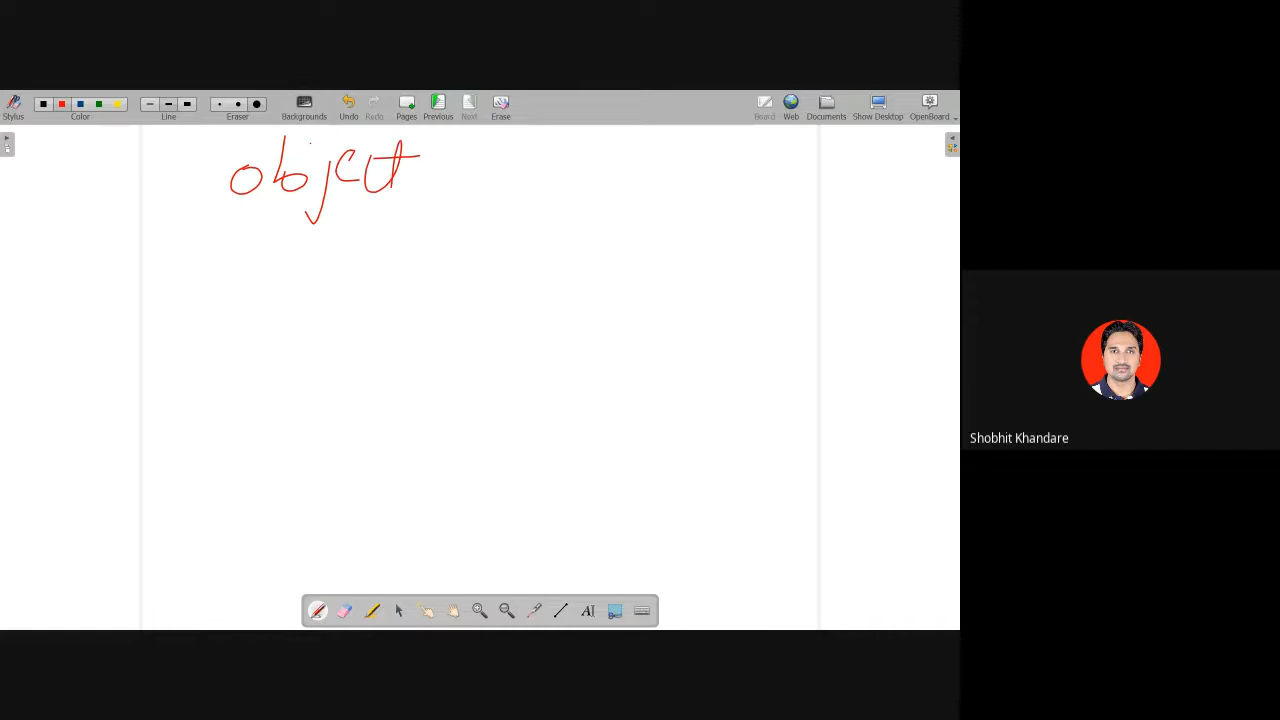 Stylus Color Line Eraser Backgrounds Undo Redo Pages Previous Next Erase Board Web Documents Show Desktop OpenBoard
object
Shobhit Khandare
AI